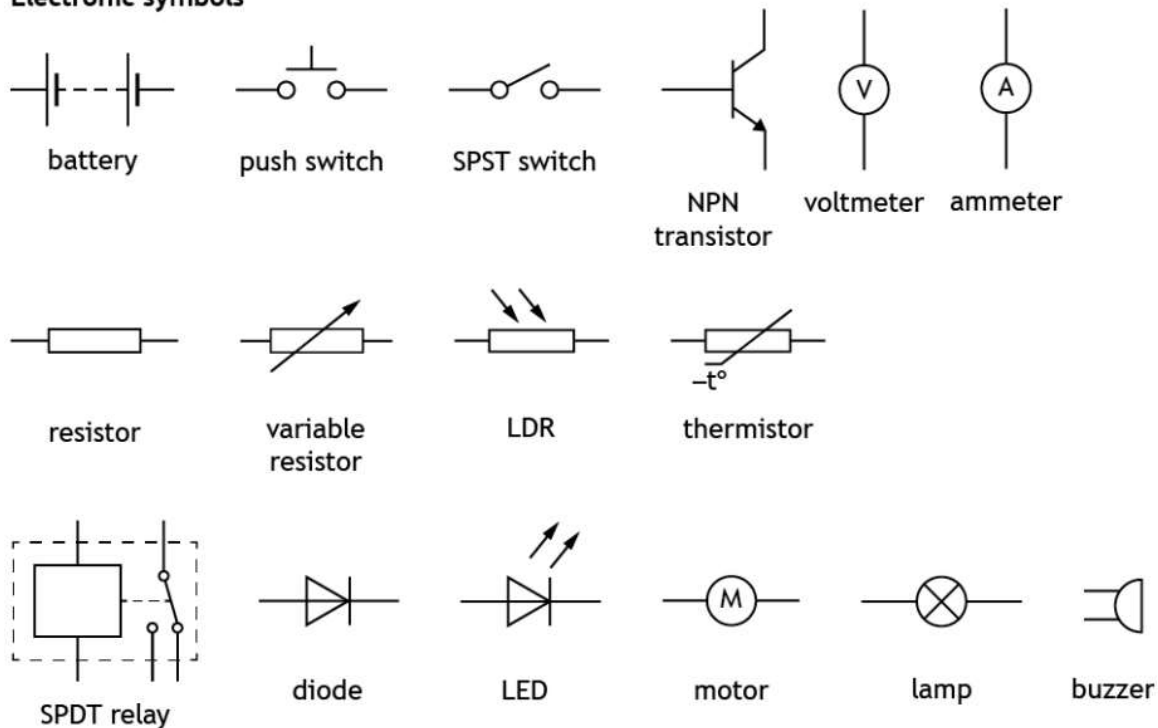 Electronic symbols
V
A
battery
push switch
SPST switch
NPN
transistor
voltmeter
ammeter
–t°
resistor
variable
resistor
LDR
thermistor
M
SPDT relay
diode
LED
motor
lamp
buzzer